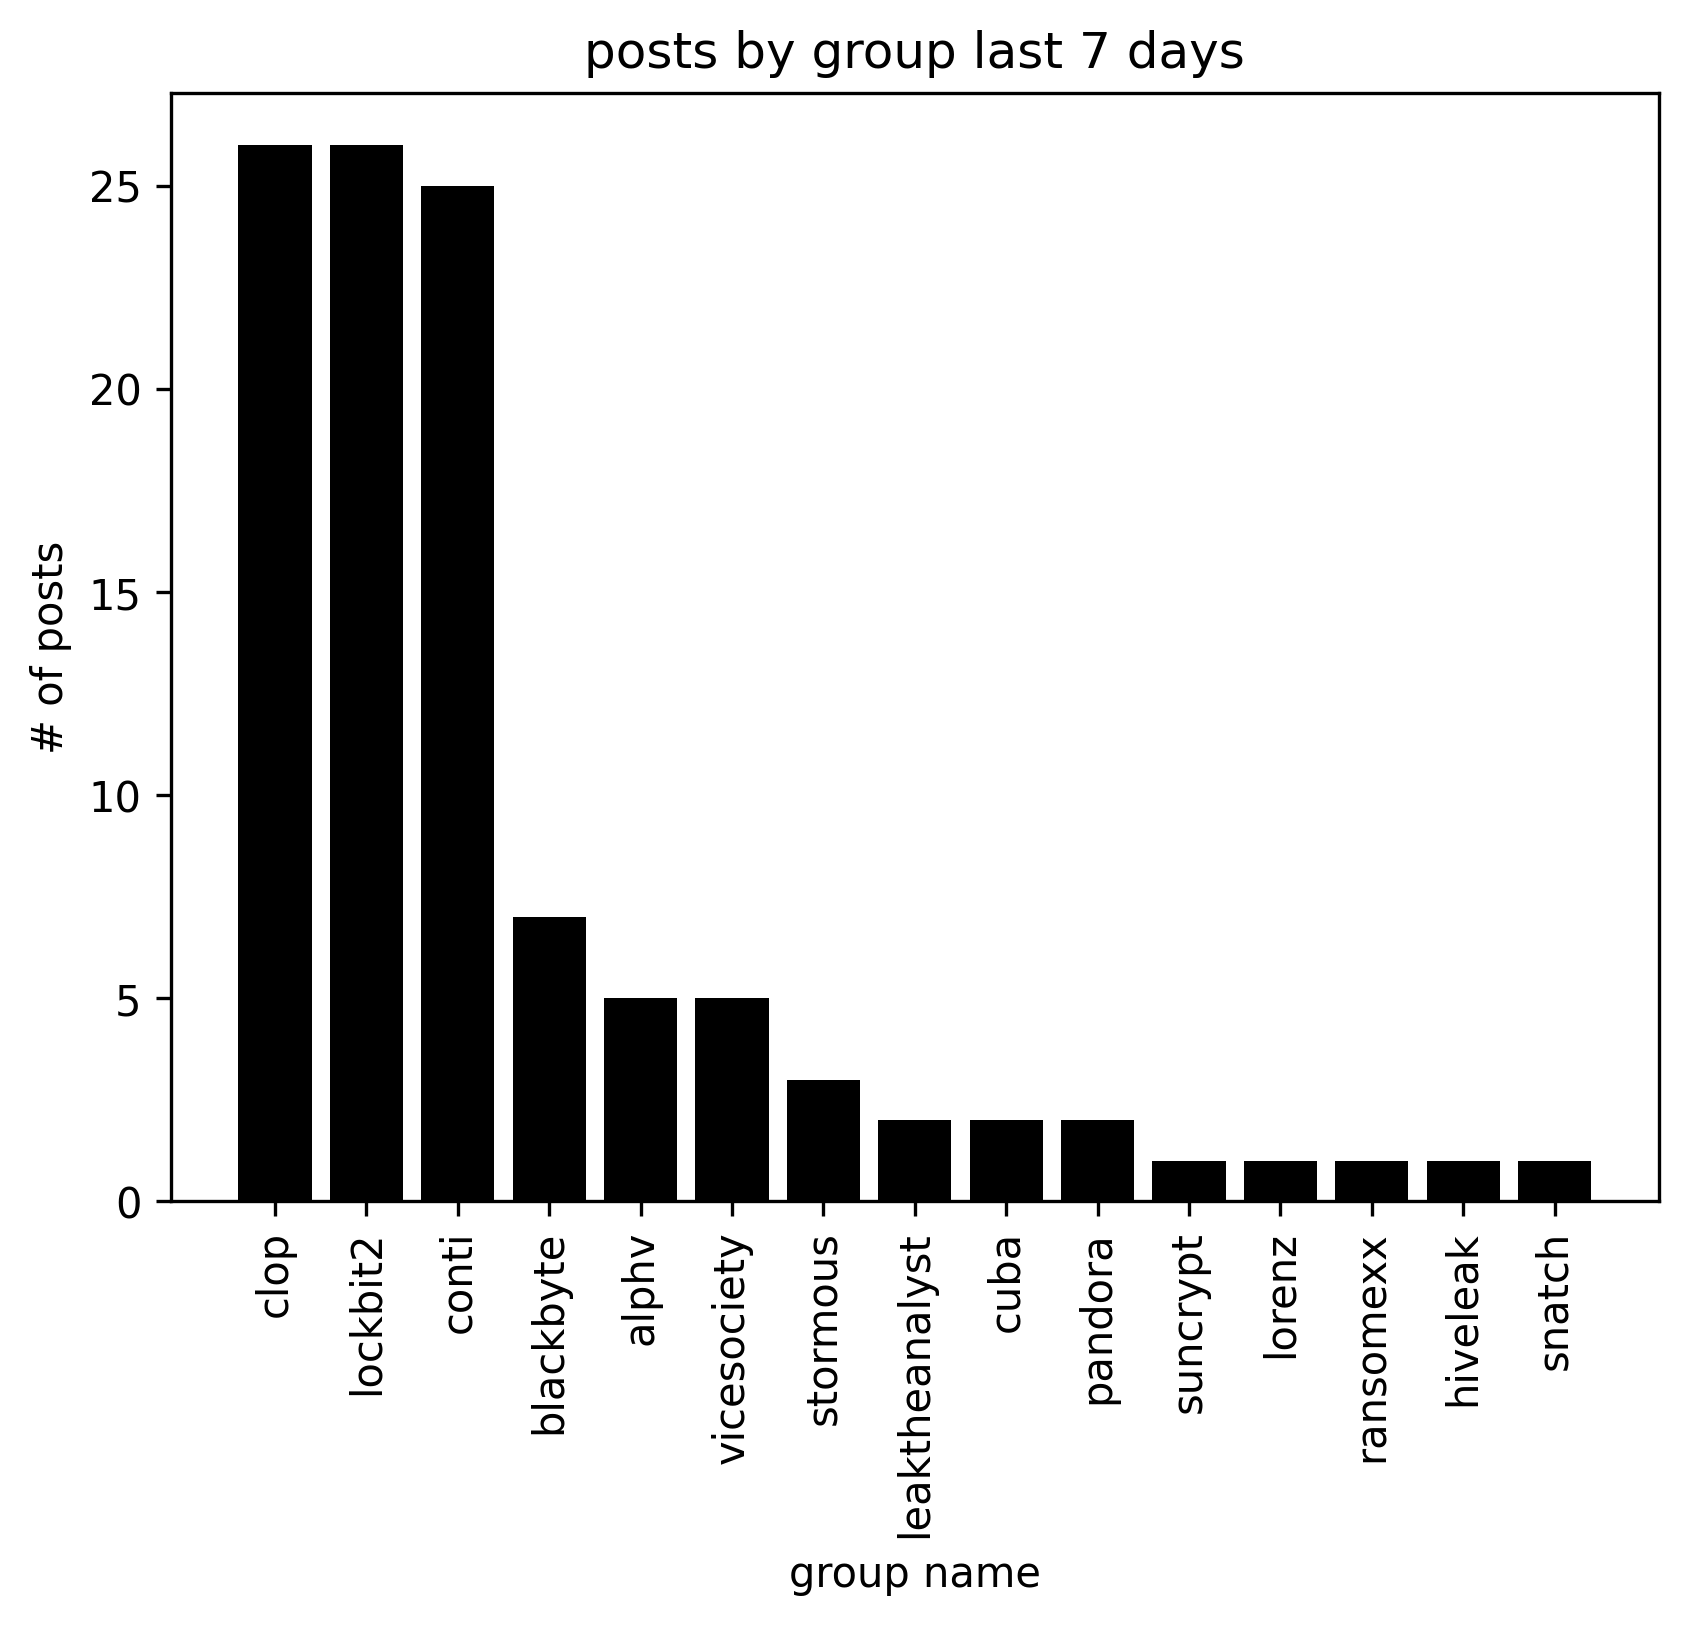 posts by group last 7 days
# of posts
25
20
15
10
5
0
clop
lockbit2
conti
blackbyte
alphv
vicesociety
stormous
leaktheanalyst
cuba
pandora
suncrypt
lorenz
ransomexx
hiveleak
snatch
group name